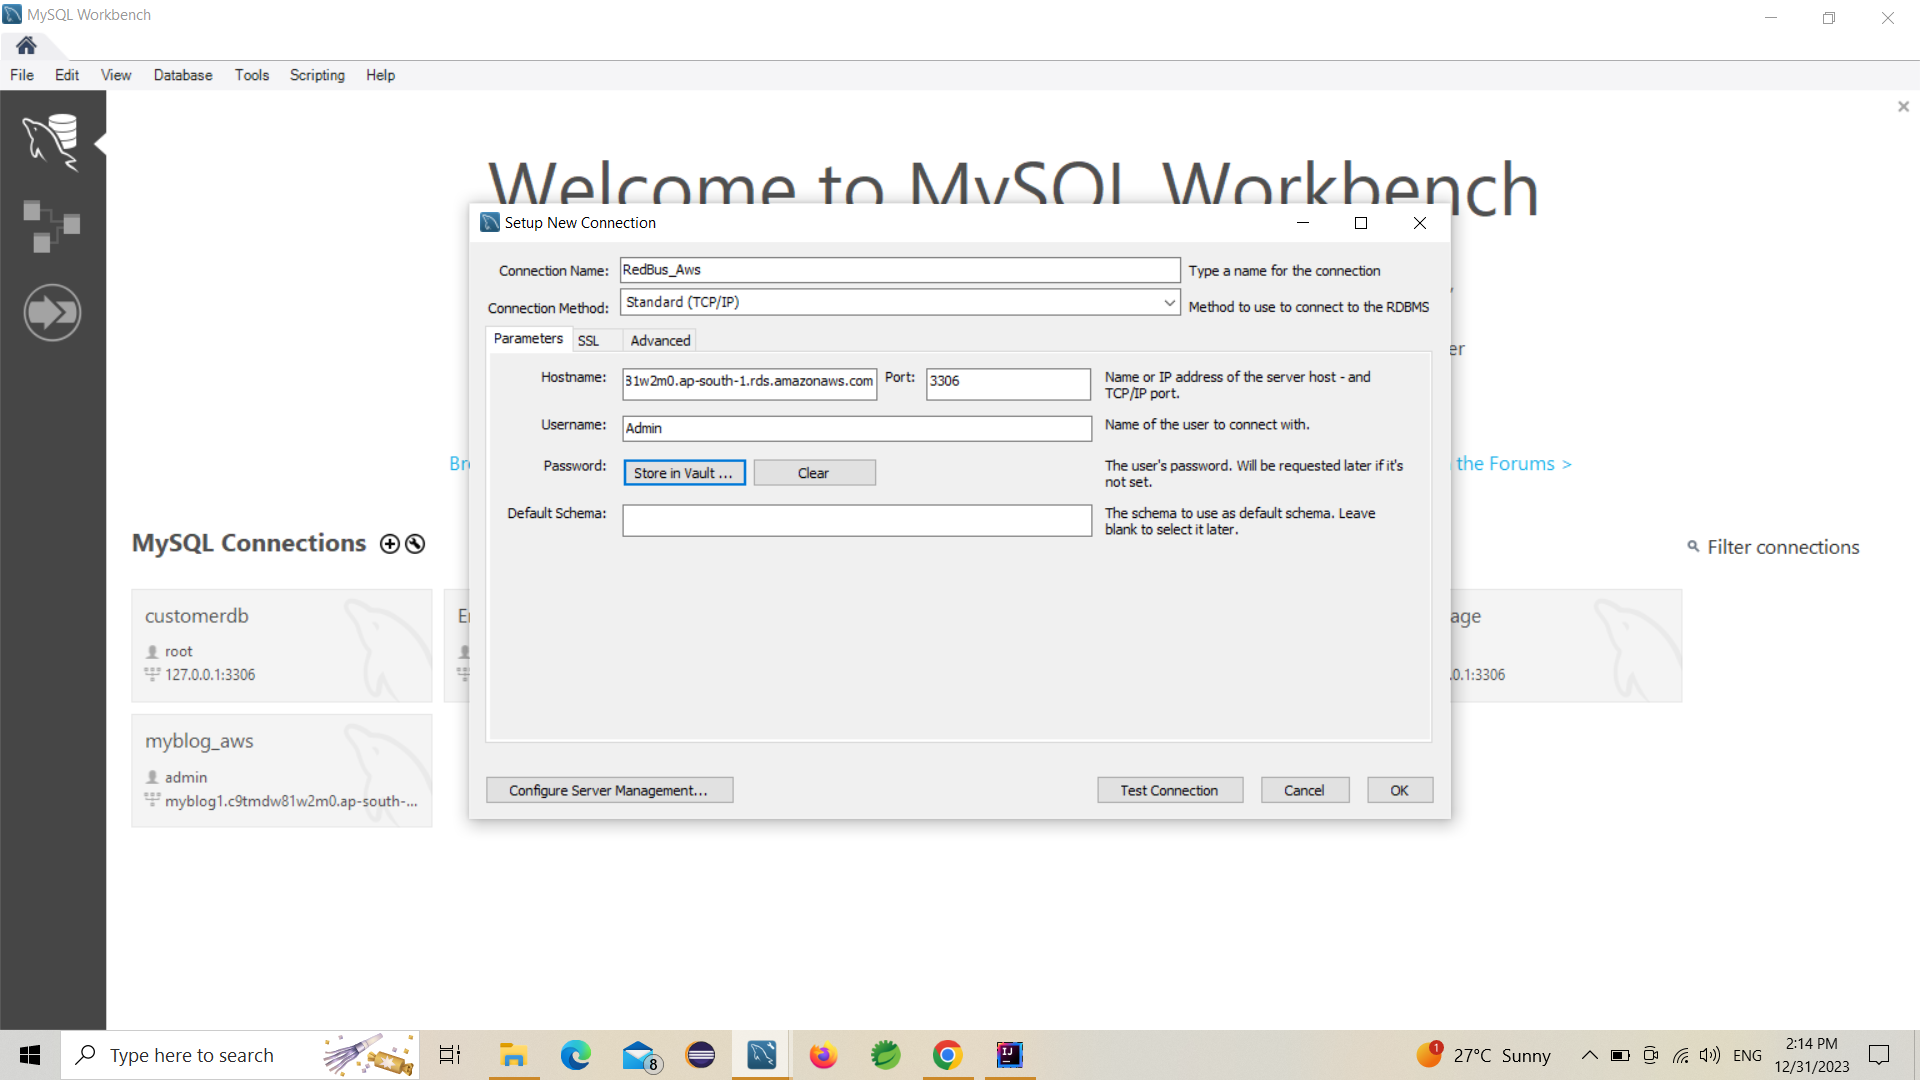 MySQL Workbench
File Edit View Database Tools Scripting Help
Welcome to MySQL Workbench
Setup New Connection
Connection Name: RedBus_Aws Type a name for the connection
Connection Method: Standard (TCP/IP) Method to use to connect to the RDBMS
Parameters SSL Advanced
er
Hostname: 31w2m0.ap-south-1.rds.amazonaws.com Port: 3306 Name or IP address of the server host - and
TCP/IP port.
Username: Admin Name of the user to connect with.
Br the Forums >
Password: Store in Vault ... Clear The user's password. Will be requested later if it's
not set.
Default Schema: The schema to use as default schema. Leave
blank to select it later.
MySQL Connections Filter connections
customerdb age
root
127.0.0.1:3306 .0.1:3306
myblog_aws
admin
myblog1.c9tmdw81w2m0.ap-south-...
Configure Server Management... Test Connection Cancel OK
Type here to search 8 IJ 1 27°C Sunny ENG 2:14 PM
12/31/2023